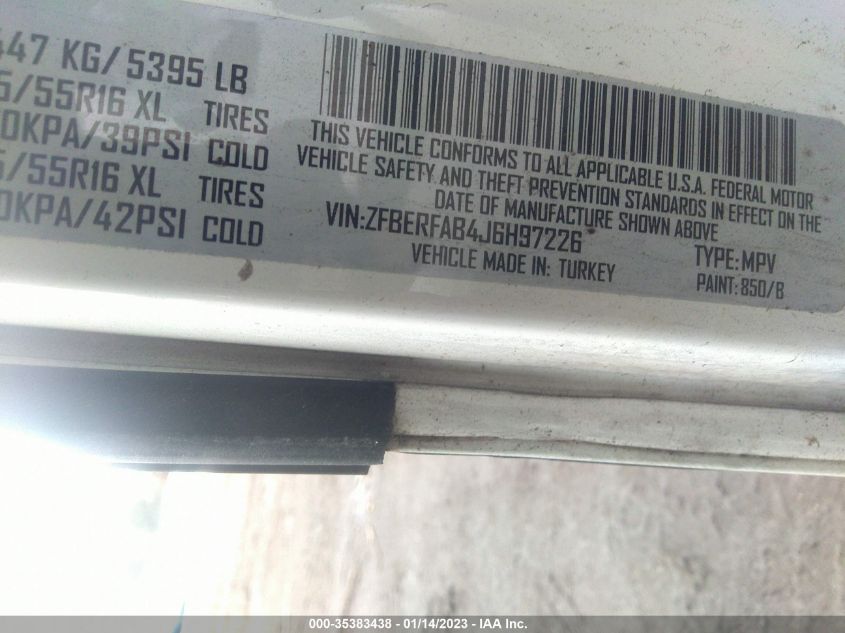 447 KG/ 5395 LB
5/55R16 XL TIRES
0KPA/39PSI COLD
5/55R16 XL TIRES
0KPA/42PSI COLD
THIS VEHICLE CONFORMS TO ALL APPLICABLE U.S.A. FEDERAL MOTOR
VEHICLE SAFETY, AND THEFT PREVENTION STANDARDS IN EFFECT ON THE
DATE OF MANUFACTURE SHOWN ABOVE
VIN:ZFBERFAB4J6H97226 TYPE:MPV
VEHICLE MADE IN: TURKEY PAINT:850/B
000-35383438 - 01/14/2023 - IAA Inc.